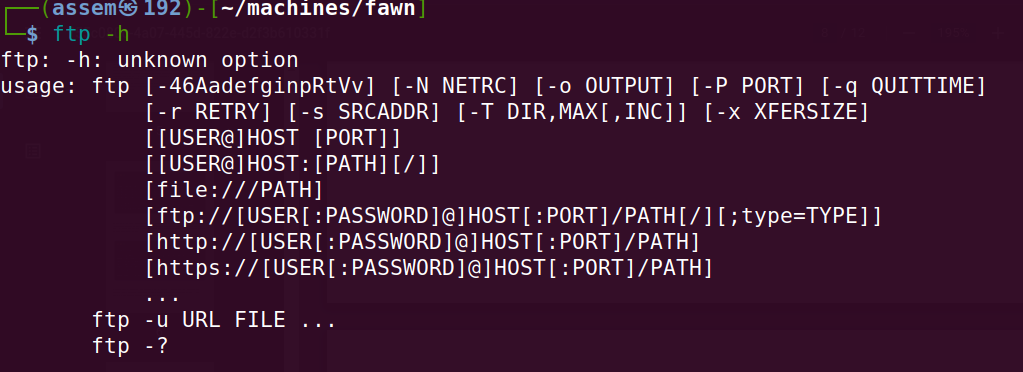 ┌──(assem㉿192)-[~/machines/fawn]
└─$ ftp -h
ftp: -h: unknown option
usage: ftp [-46AadefginpRtVv] [-N NETRC] [-o OUTPUT] [-P PORT] [-q QUITTIME]
           [-r RETRY] [-s SRCADDR] [-T DIR,MAX[,INC]] [-x XFERSIZE]
           [[USER@]HOST [PORT]]
           [[USER@]HOST:[PATH][/]]
           [file:///PATH]
           [ftp://[USER[:PASSWORD]@]HOST[:PORT]/PATH[/][;type=TYPE]]
           [http://[USER[:PASSWORD]@]HOST[:PORT]/PATH]
           [https://[USER[:PASSWORD]@]HOST[:PORT]/PATH]
           ...
       ftp -u URL FILE ...
       ftp -?